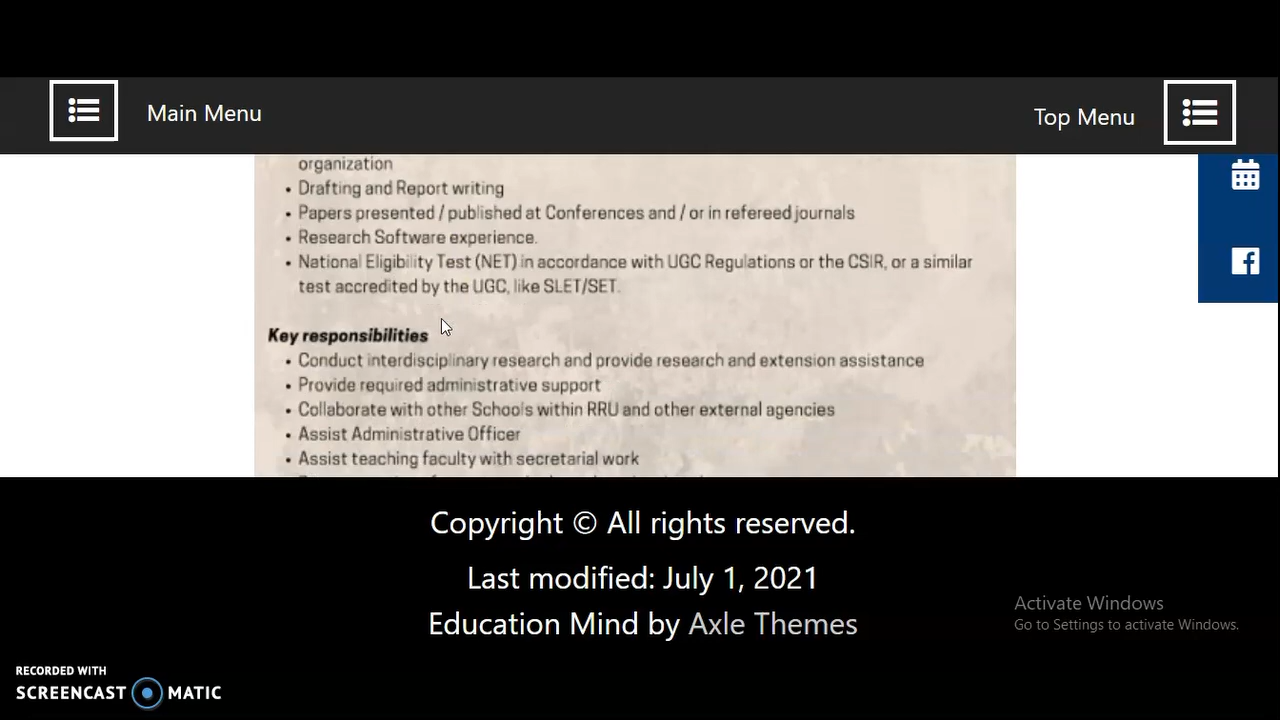 Main Menu
Top Menu
organization
• Drafting and Report writing
• Papers presented / published at Conferences and / or in refereed journals
• Research Software experience.
• National Eligibility Test (NET) in accordance with UGC Regulations or the CSIR, or a similar
test accredited by the UGC, like SLET/SET.
Key responsibilities
• Conduct interdisciplinary research and provide research and extension assistance
• Provide required administrative support
• Collaborate with other Schools within RRU and other external agencies
• Assist Administrative Officer
• Assist teaching faculty with secretarial work
Copyright © All rights reserved.
Last modified: July 1, 2021
Education Mind by Axle Themes
Activate Windows
Go to Settings to activate Windows.
RECORDED WITH
SCREENCAST MATIC